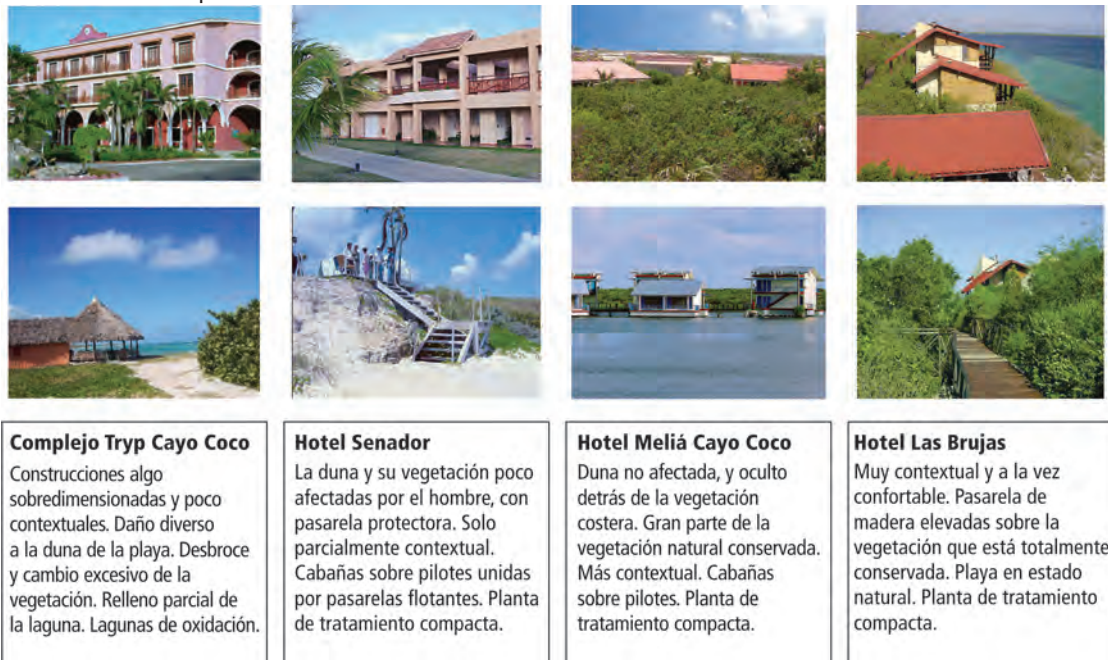 Complejo Tryp Cayo Coco
Construcciones algo
sobredimensionadas y poco
contextuales. Daño diverso
a la duna de la playa. Desbroce
y cambio excesivo de la
vegetación. Relleno parcial de
la laguna. Lagunas de oxidación.
Hotel Senador
La duna y su vegetación poco
afectadas por el hombre, con
pasarela protectora. Solo
parcialmente contextual.
Cabañas sobre pilotes unidas
por pasarelas flotantes. Planta
de tratamiento compacta.
Hotel Meliá Cayo Coco
Duna no afectada, y oculto
detrás de la vegetación
costera. Gran parte de la
vegetación natural conservada.
Más contextual. Cabañas
sobre pilotes. Planta de
tratamiento compacta.
Hotel Las Brujas
Muy contextual y a la vez
confortable. Pasarela de
madera elevadas sobre la
vegetación que está totalmente
conservada. Playa en estado
natural. Planta de tratamiento
compacta.